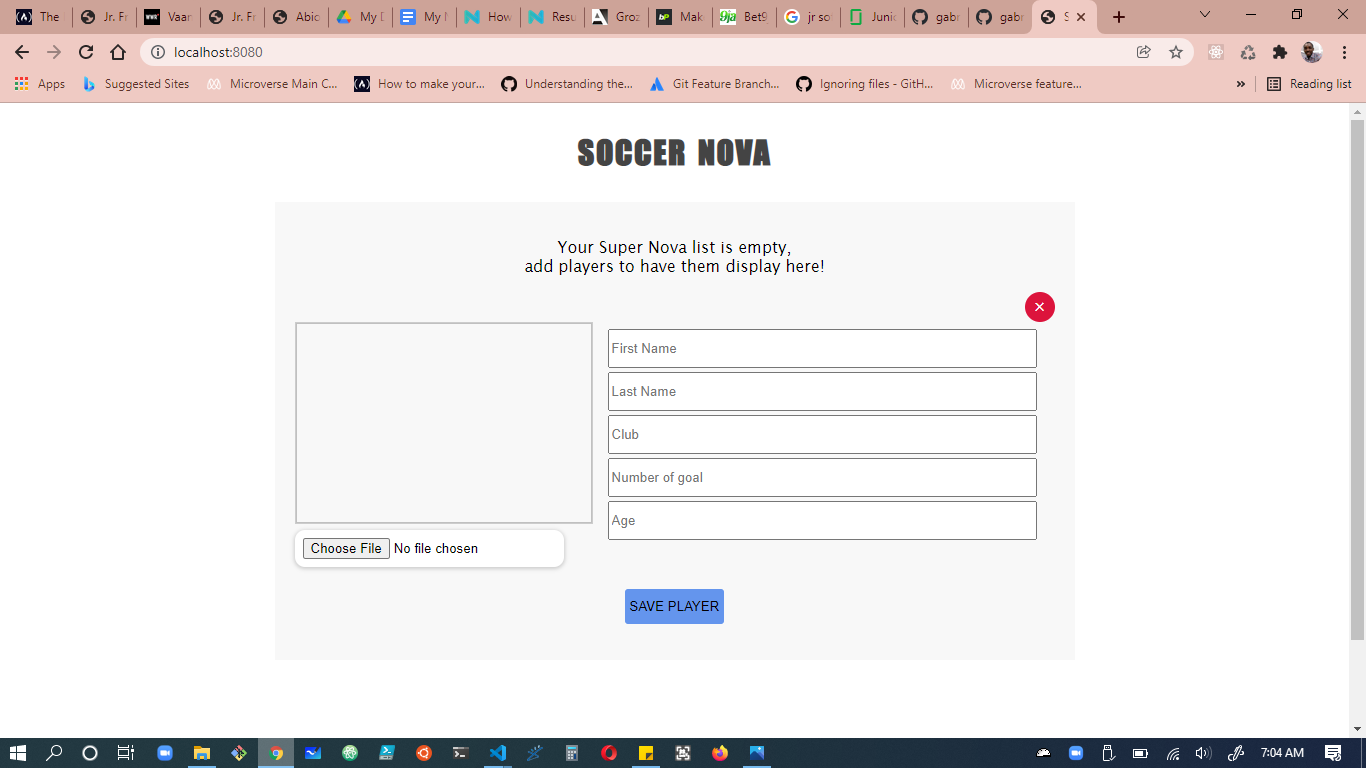 The
Jr. Fr
Vaar
Jr. Fr
Abio
My D
My N
How
Resu
Groz
Mak
Bet9
jr sof
Junio
gabr
gabr
S
localhost:8080
Apps
Suggested Sites
Microverse Main C...
How to make your...
Understanding the...
Git Feature Branch...
Ignoring files - GitH...
Microverse feature...
»
Reading list
SOCCER NOVA
Your Super Nova list is empty,
add players to have them display here!
First Name
Last Name
Club
Number of goal
Age
Choose File No file chosen
SAVE PLAYER
7:04 AM